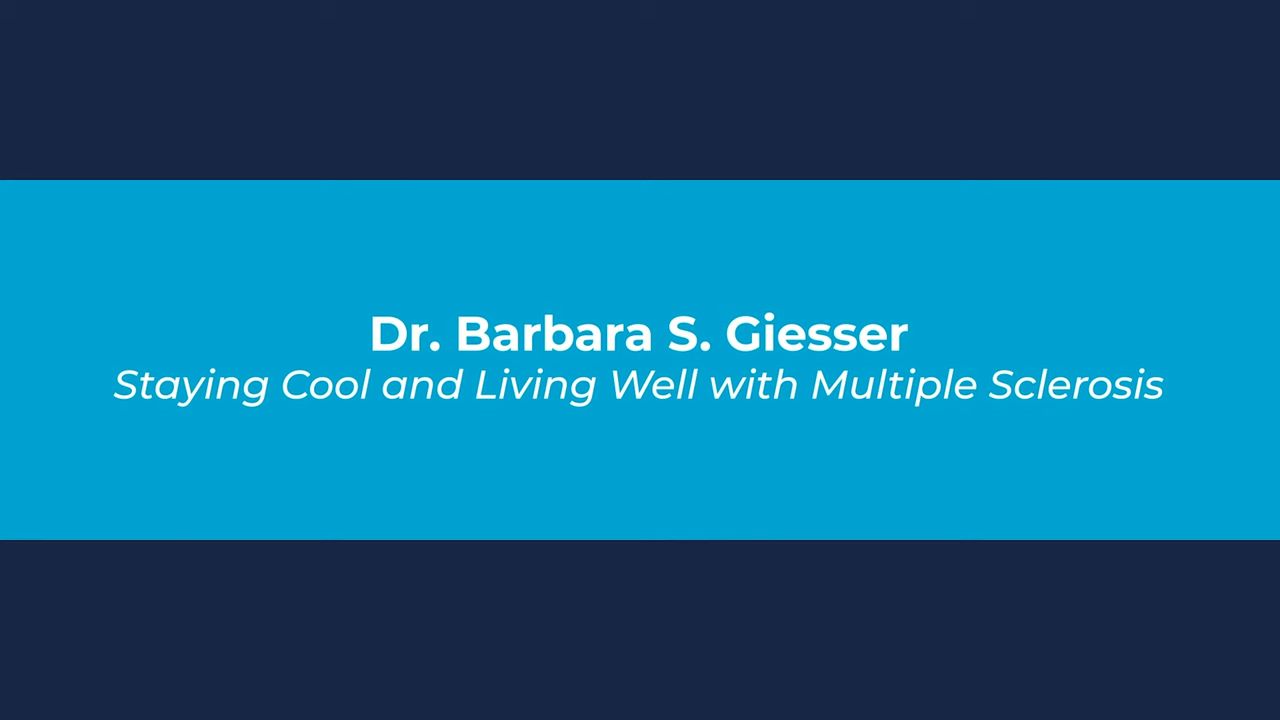 Dr. Barbara S. Giesser
Staying Cool and Living Well with Multiple Sclerosis